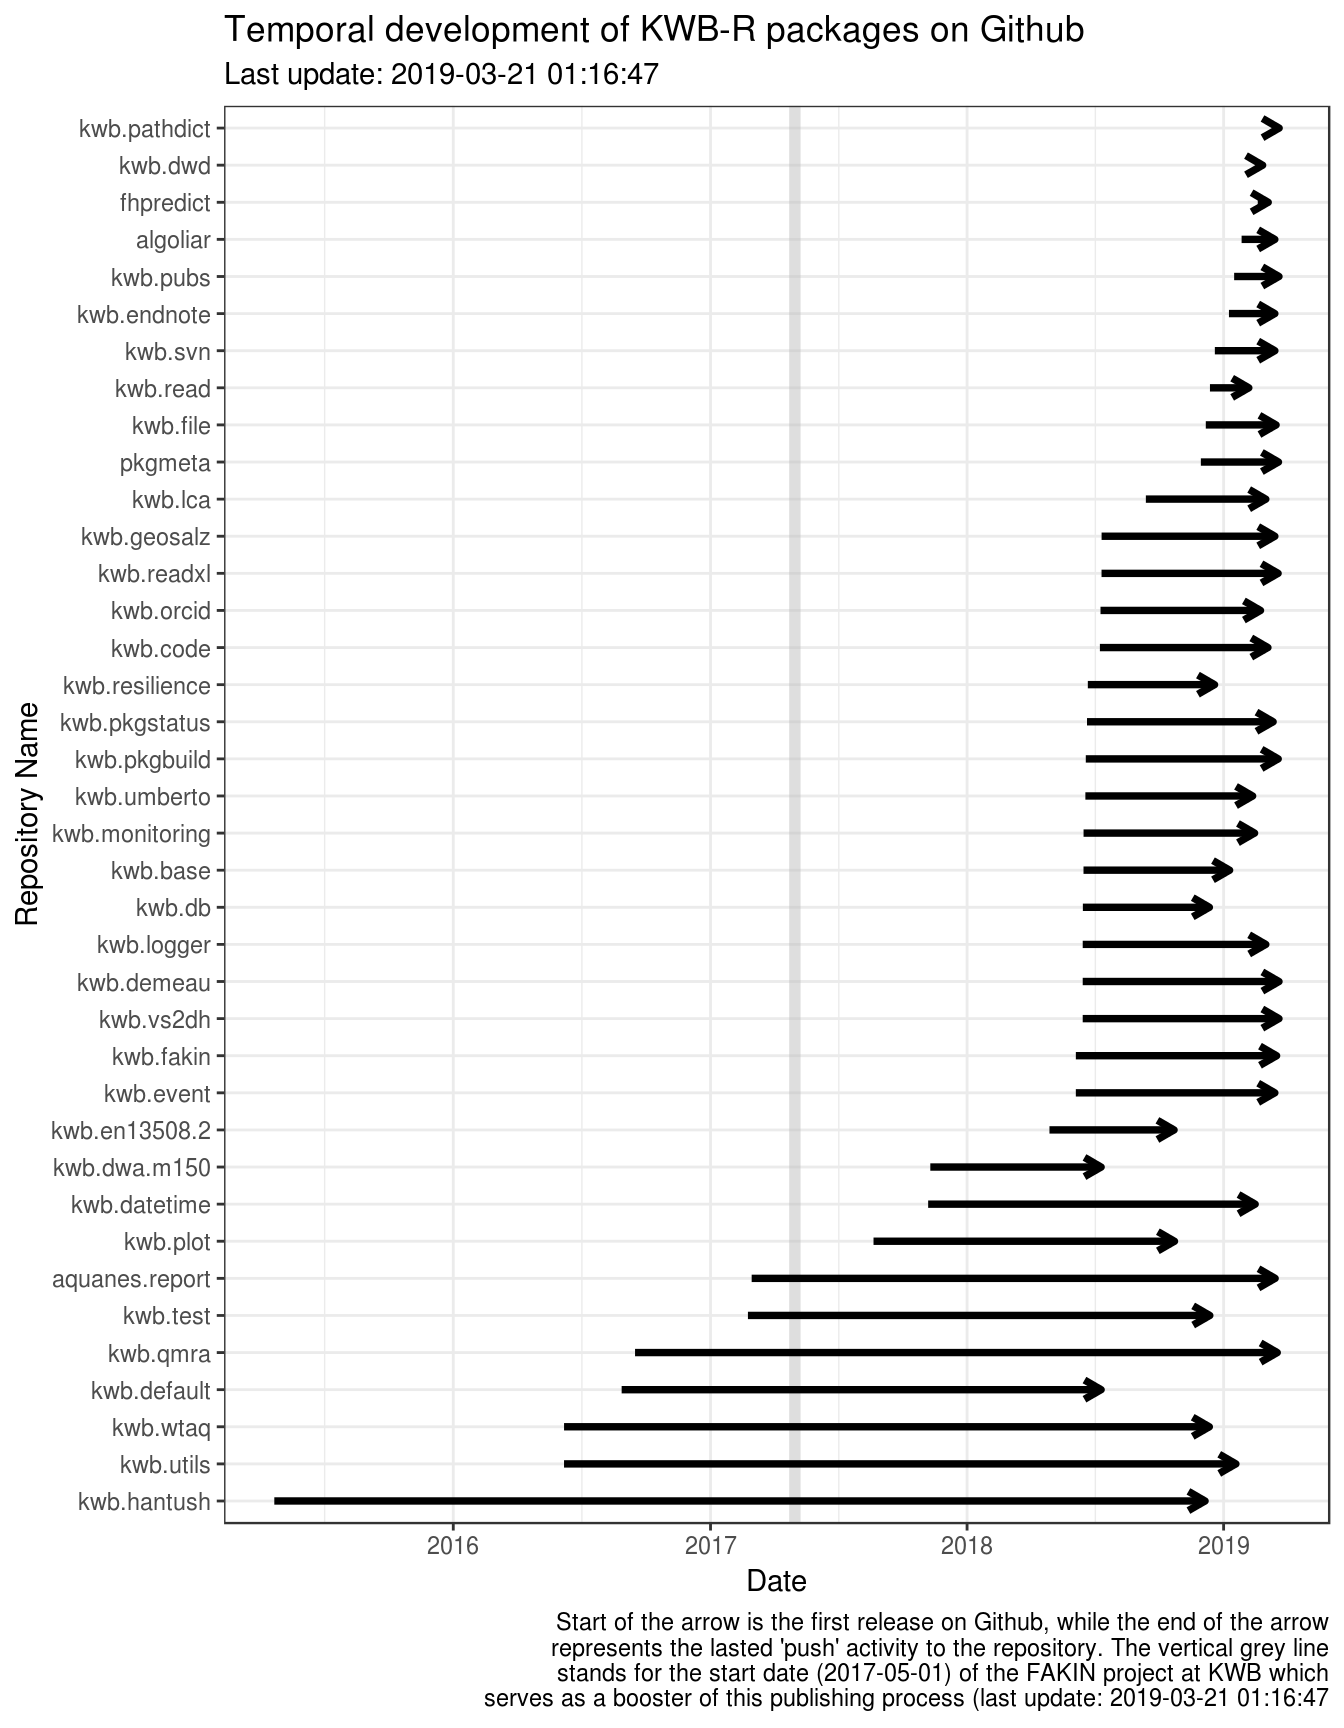 Temporal development of KWB-R packages on Github
Last update: 2019-03-21 01:16:47
Repository Name
kwb.pathdict
kwb.dwd
fhpredict
algoliar
kwb.pubs
kwb.endnote
kwb.svn
kwb.read
kwb.file
pkgmeta
kwb.lca
kwb.geosalz
kwb.readxl
kwb.orcid
kwb.code
kwb.resilience
kwb.pkgstatus
kwb.pkgbuild
kwb.umberto
kwb.monitoring
kwb.base
kwb.db
kwb.logger
kwb.demeau
kwb.vs2dh
kwb.fakin
kwb.event
kwb.en13508.2
kwb.dwa.m150
kwb.datetime
kwb.plot
aquanes.report
kwb.test
kwb.qmra
kwb.default
kwb.wtaq
kwb.utils
kwb.hantush
2016 2017 2018 2019
Date
Start of the arrow is the first release on Github, while the end of the arrow
represents the lasted 'push' activity to the repository. The vertical grey line
stands for the start date (2017-05-01) of the FAKIN project at KWB which
serves as a booster of this publishing process (last update: 2019-03-21 01:16:47